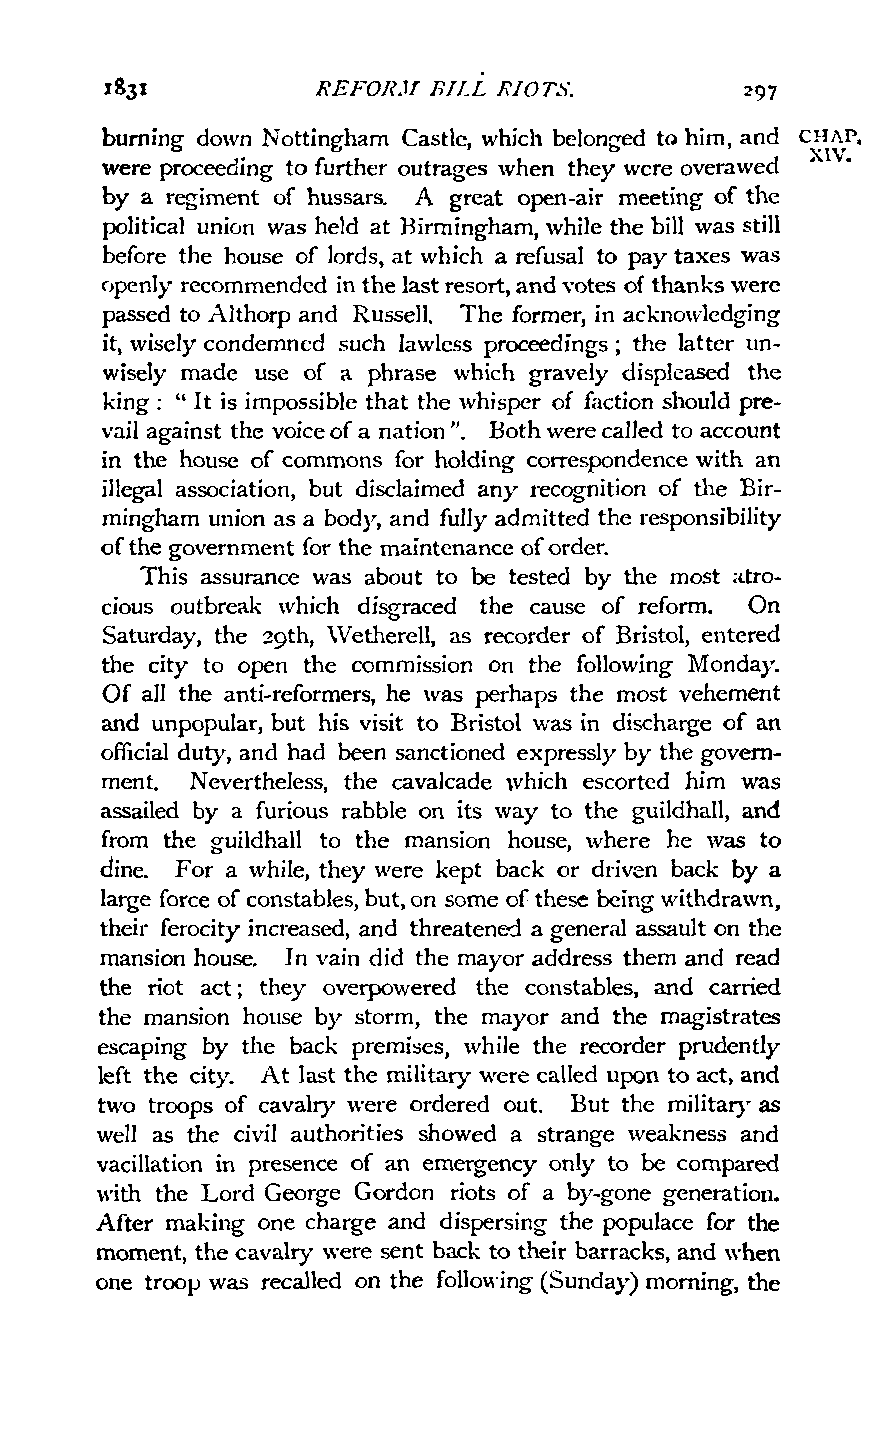 1831 REFORM BILL RIOTS. 297
burning down Nottingham Castle, which belonged to him, and CHAP.
were proceeding to further outrages when they were overawed XIV.
by a regiment of hussars. A great open-air meeting of the
political union was held at Birmingham, while the bill was still
before the house of lords, at which a refusal to pay taxes was
openly recommended in the last resort, and votes of thanks were
passed to Althorp and Russell. The former, in acknowledging
it, wisely condemned such lawless proceedings ; the latter un-
wisely made use of a phrase which gravely displeased the
king : “ It is impossible that the whisper of faction should pre-
vail against the voice of a nation ”. Both were called to account
in the house of commons for holding correspondence with an
illegal association, but disclaimed any recognition of the Bir-
mingham union as a body, and fully admitted the responsibility
of the government for the maintenance of order.
This assurance was about to be tested by the most atro-
cious outbreak which disgraced the cause of reform. On
Saturday, the 29th, Wetherell, as recorder of Bristol, entered
the city to open the commission on the following Monday.
Of all the anti-reformers, he was perhaps the most vehement
and unpopular, but his visit to Bristol was in discharge of an
official duty, and had been sanctioned expressly by the govern-
ment. Nevertheless, the cavalcade which escorted him was
assailed by a furious rabble on its way to the guildhall, and
from the guildhall to the mansion house, where he was to
dine. For a while, they were kept back or driven back by a
large force of constables, but, on some of these being withdrawn,
their ferocity increased, and threatened a general assault on the
mansion house. In vain did the mayor address them and read
the riot act ; they overpowered the constables, and carried
the mansion house by storm, the mayor and the magistrates
escaping by the back premises, while the recorder prudently
left the city. At last the military were called upon to act, and
two troops of cavalry were ordered out. But the military as
well as the civil authorities showed a strange weakness and
vacillation in presence of an emergency only to be compared
with the Lord George Gordon riots of a by-gone generation.
After making one charge and dispersing the populace for the
moment, the cavalry were sent back to their barracks, and when
one troop was recalled on the following (Sunday) morning, the